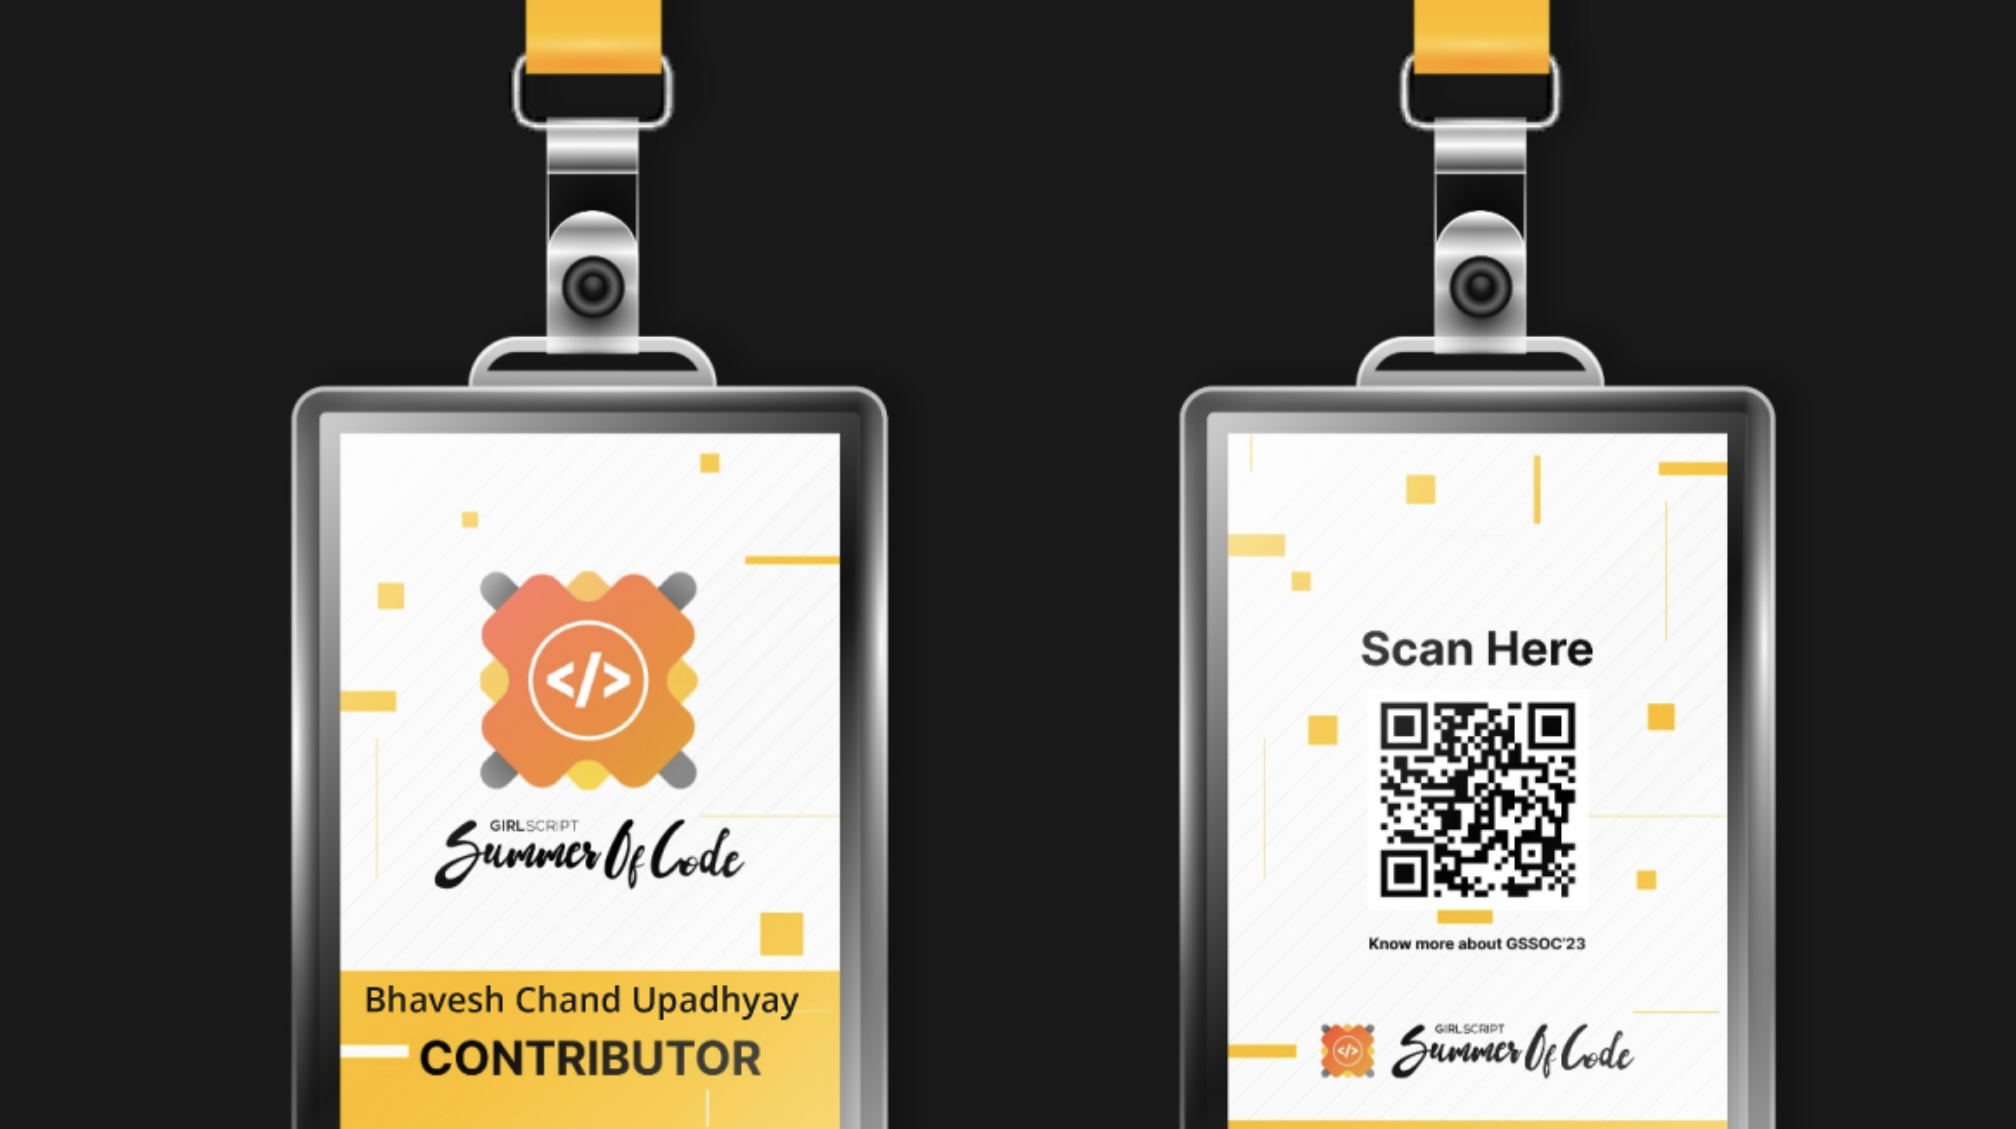 </>
GIRLSCRIPT
Summer Of Code
Bhavesh Chand Upadhyay
CONTRIBUTOR
Scan Here
Know more about GSSOC'23
</>
GIRLSCRIPT
Summer Of Code